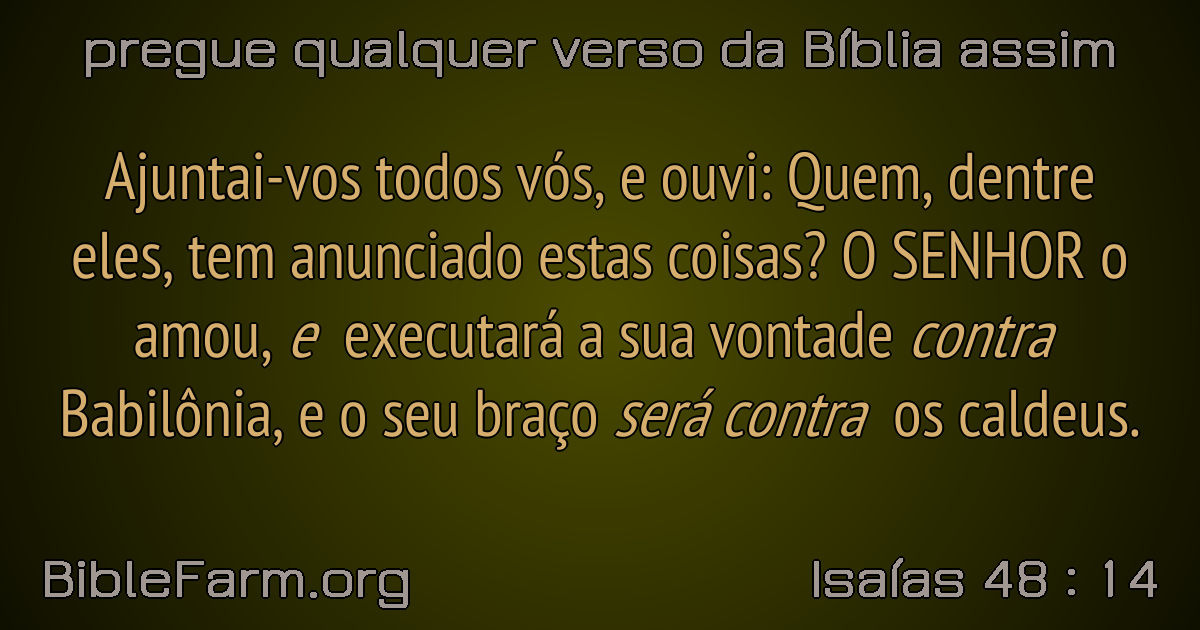 pregue qualquer verso da Bíblia assim
Ajuntai-vos todos vós, e ouvi: Quem, dentre
eles, tem anunciado estas coisas? O SENHOR o
amou, e executará a sua vontade contra
Babilônia, e o seu braço será contra os caldeus.
BibleFarm.org
Isaías 48 : 14